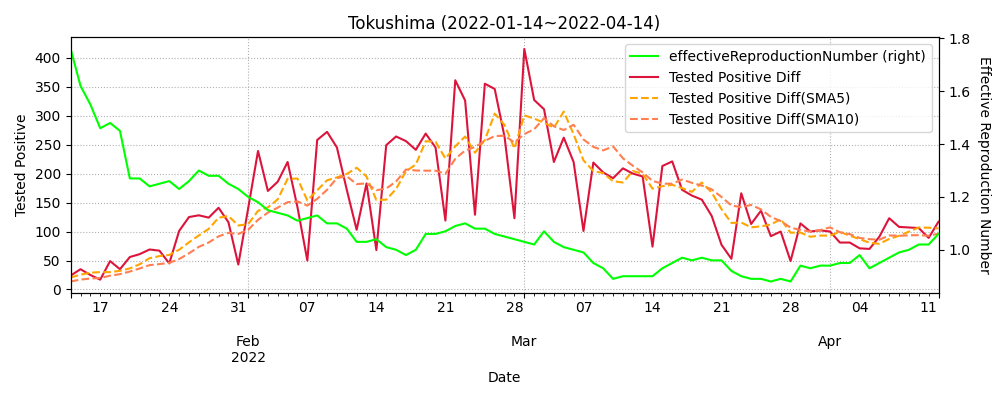 Tokushima (2022-01-14~2022-04-14)
effectiveReproductionNumber (right)
Tested Positive Diff
Tested Positive Diff(SMA5)
Tested Positive Diff(SMA10)
Tested Positive
400
350
300
250
200
150
100
50
0
1.8
1.6
1.4
1.2
1.0
Effective Reproduction Number
17 24 31 07 14 21 28 07 14 21 28 04 11
Feb Mar Apr
2022
Date